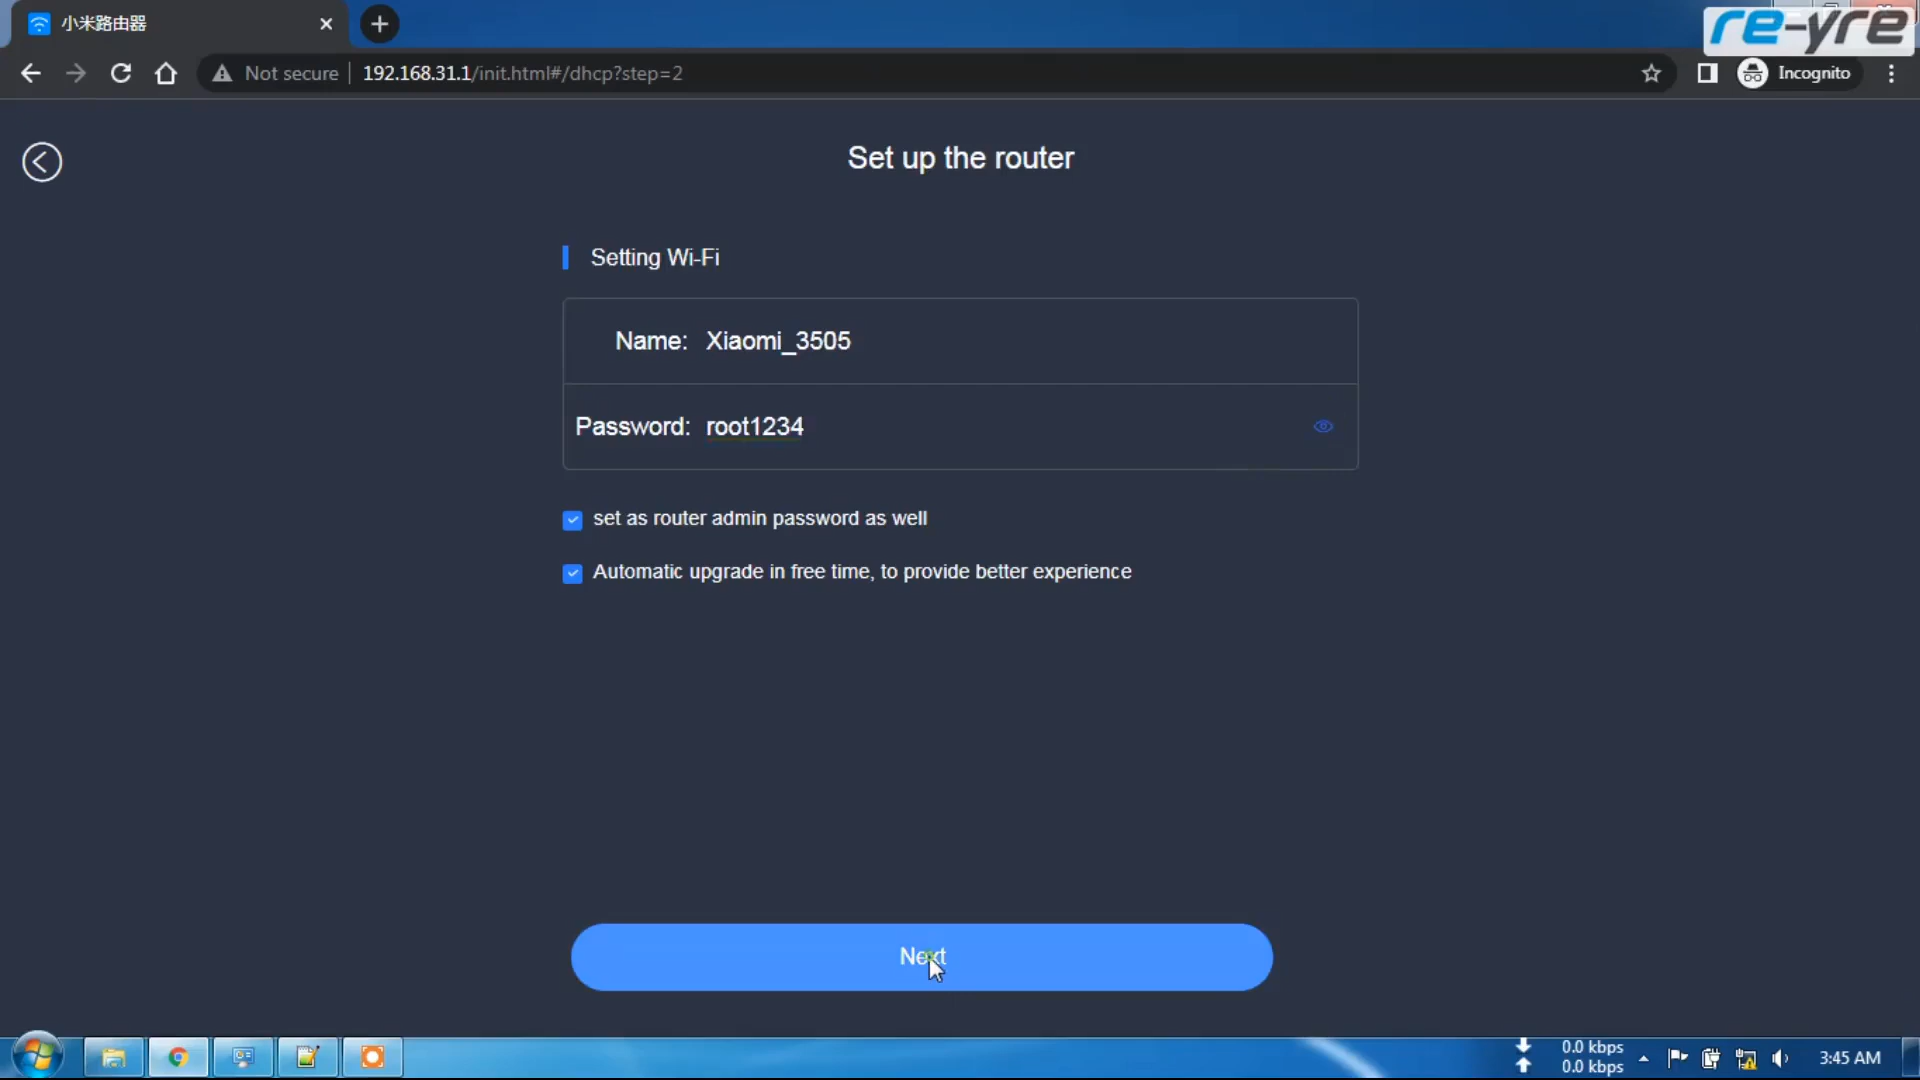 小米路由器
re-yre
Not secure
192.168.31.1/init.html#/dhcp?step=2
Incognito
Set up the router
Setting Wi-Fi
Name: Xiaomi_3505
Password: root1234
set as router admin password as well
Automatic upgrade in free time, to provide better experience
Next
0.0 kbps
0.0 kbps
3:45 AM